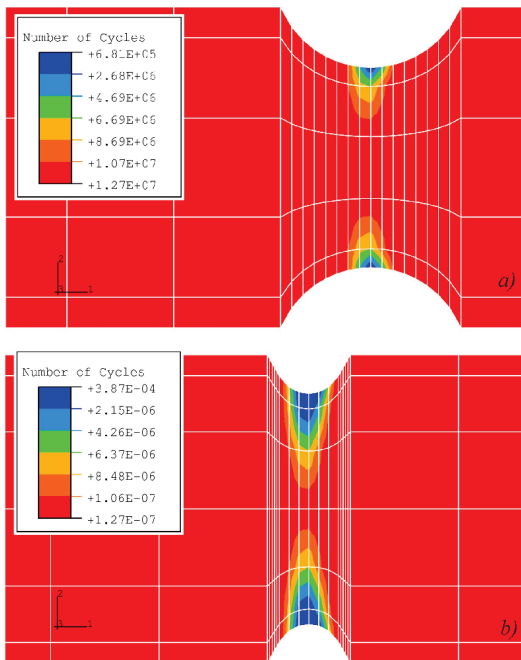 Number of Cycles
+6.81E+05
+2.68E+06
+4.69E+06
+6.69E+06
+8.69E+06
+1.07E+07
+1.27E+07
2
3 1
a)
Number of Cycles
+3.87E-04
+2.15E-06
+4.26E-06
+6.37E-06
+8.48E-06
+1.06E-07
+1.27E-07
2
3 1
b)